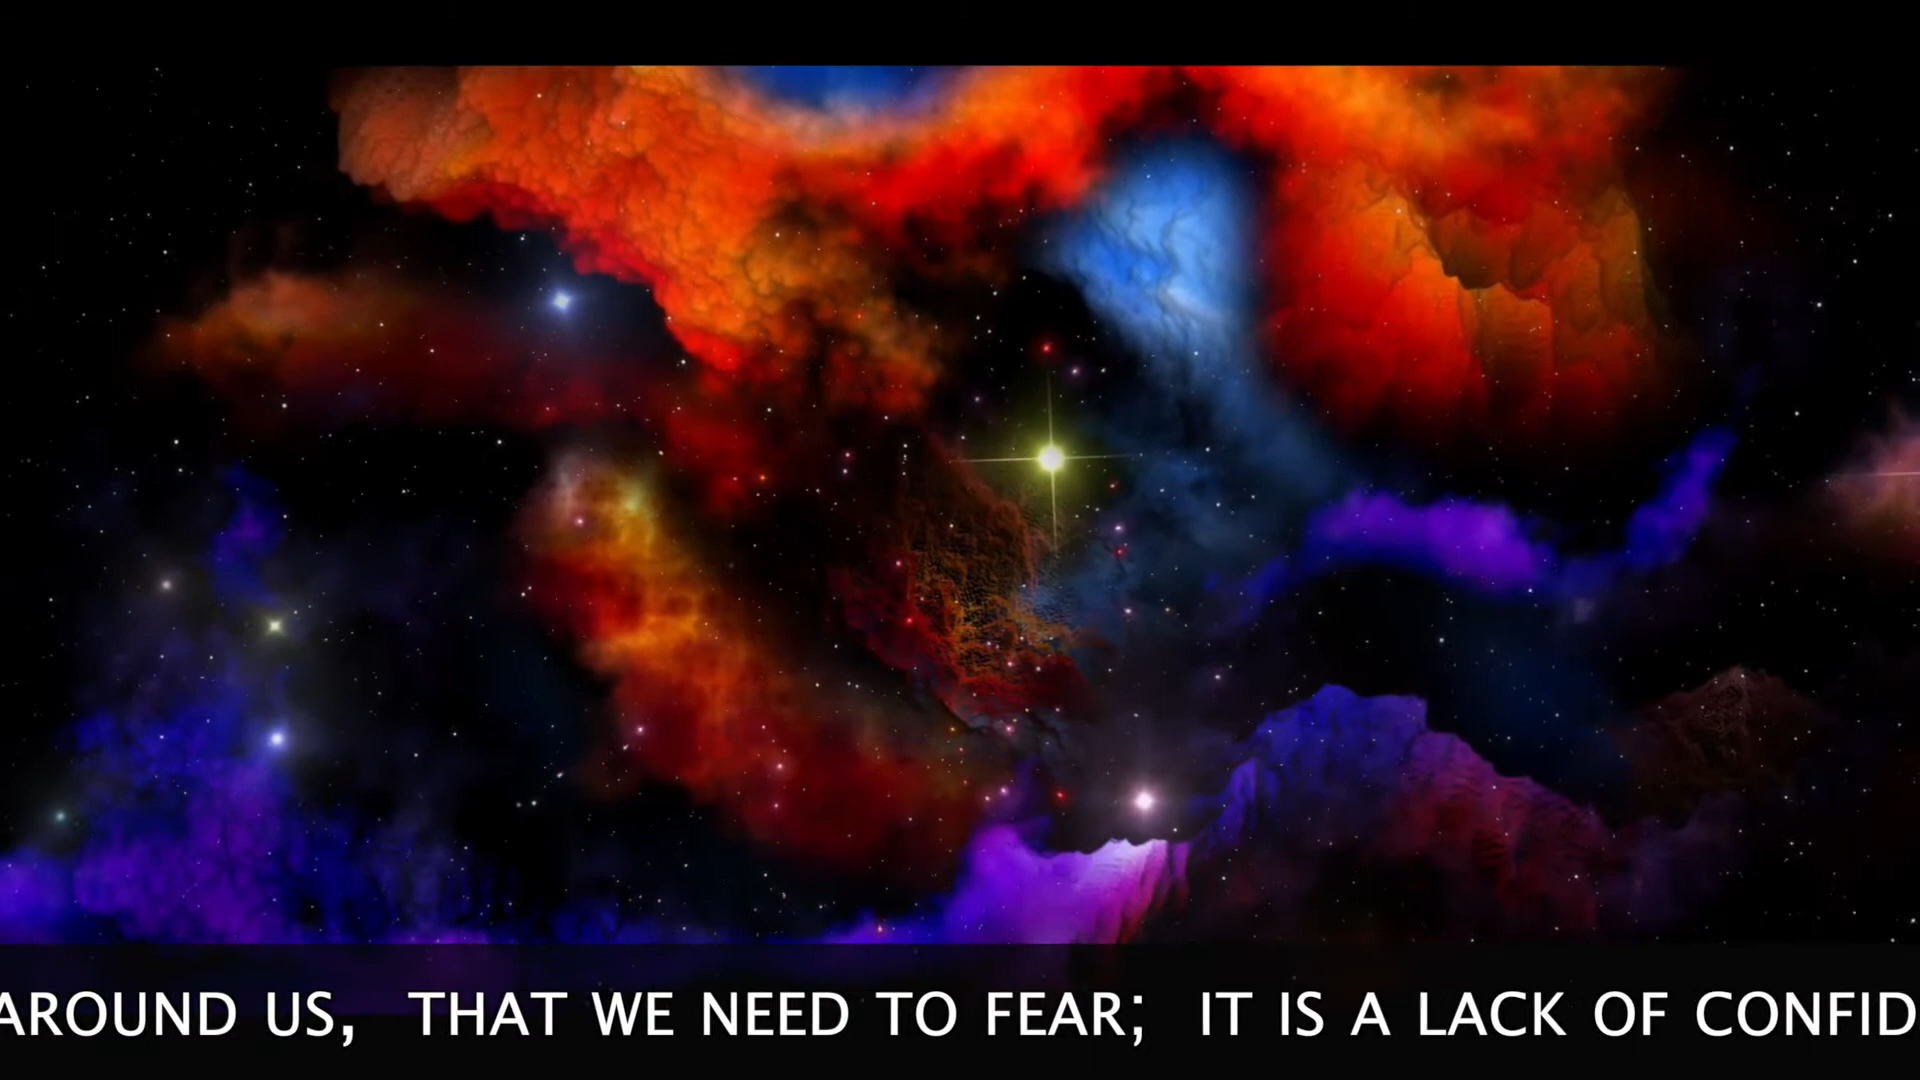 AROUND US, THAT WE NEED TO FEAR; IT IS A LACK OF CONFID